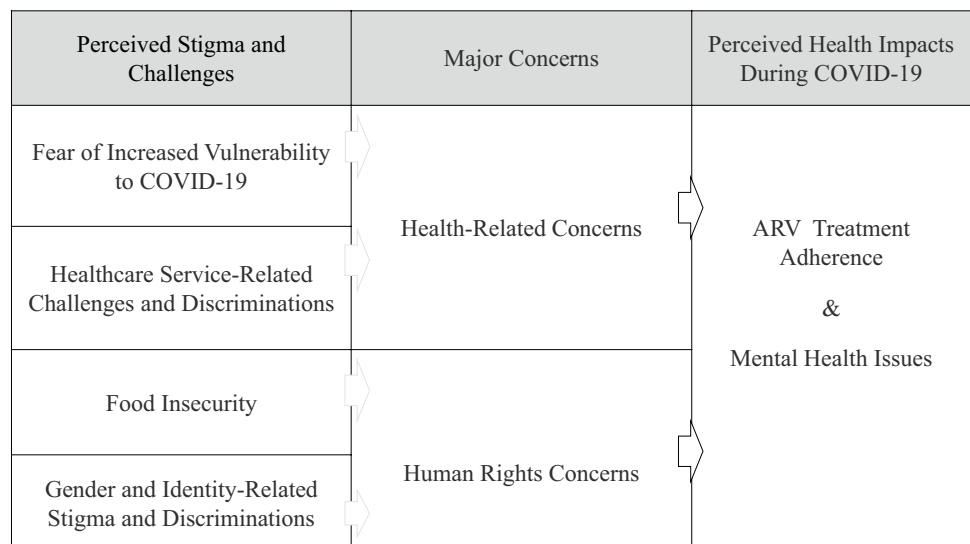 Perceived Stigma and
Challenges
Major Concerns
Perceived Health Impacts
During COVID-19
Fear of Increased Vulnerability
to COVID-19
Healthcare Service-Related
Challenges and Discriminations
Food Insecurity
Gender and Identity-Related
Stigma and Discriminations
Health-Related Concerns
Human Rights Concerns
ARV Treatment
Adherence
&
Mental Health Issues